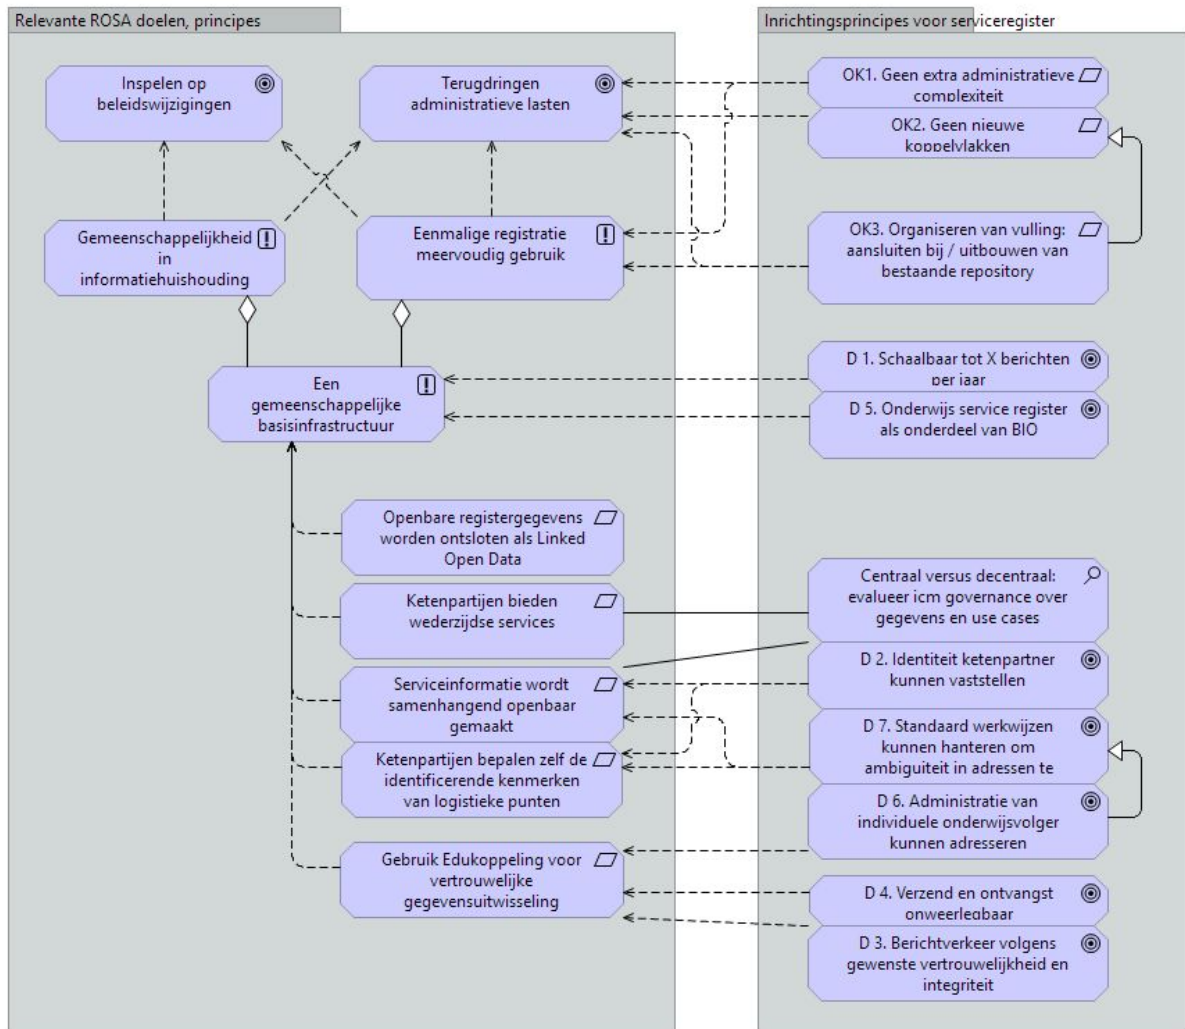 Relevante ROSA doelen, principes
Inspelen op
beleidswijzigingen
Terugdringen
administratieve lasten
Gemeenschappelijkheid
in
informatiehuishouding
Eenmalige registratie
meervoudig gebruik
Een
gemeenschappelijke
basisinfrastructuur
Openbare registergegevens
worden ontsloten als Linked
Open Data
Ketenpartijen bieden
wederzijdse services
Serviceinformatie wordt
samenhangend openbaar
gemaakt
Ketenpartijen bepalen zelf de
identificerende kenmerken
van logistieke punten
Gebruik Edukoppeling voor
vertrouwelijke
gegevensuitwisseling
Inrichtingsprincipes voor serviceregister
OK1. Geen extra administratieve
complexiteit
OK2. Geen nieuwe
koppelvlakken
OK3. Organiseren van vulling:
aansluiten bij / uitbouwen van
bestaande repository
D 1. Schaalbaar tot X berichten
per jaar
D 5. Onderwijs service register
als onderdeel van BIO
Centraal versus decentraal:
evalueer icm governance over
gegevens en use cases
D 2. Identiteit ketenpartner
kunnen vaststellen
D 7. Standaard werkwijzen
kunnen hanteren om
ambiguiteit in adressen te
D 6. Administratie van
individuele onderwijsvolger
kunnen adresseren
D 4. Verzend en ontvangst
onweerlegbaar
D 3. Berichtverkeer volgens
gewenste vertrouwelijkheid en
integriteit